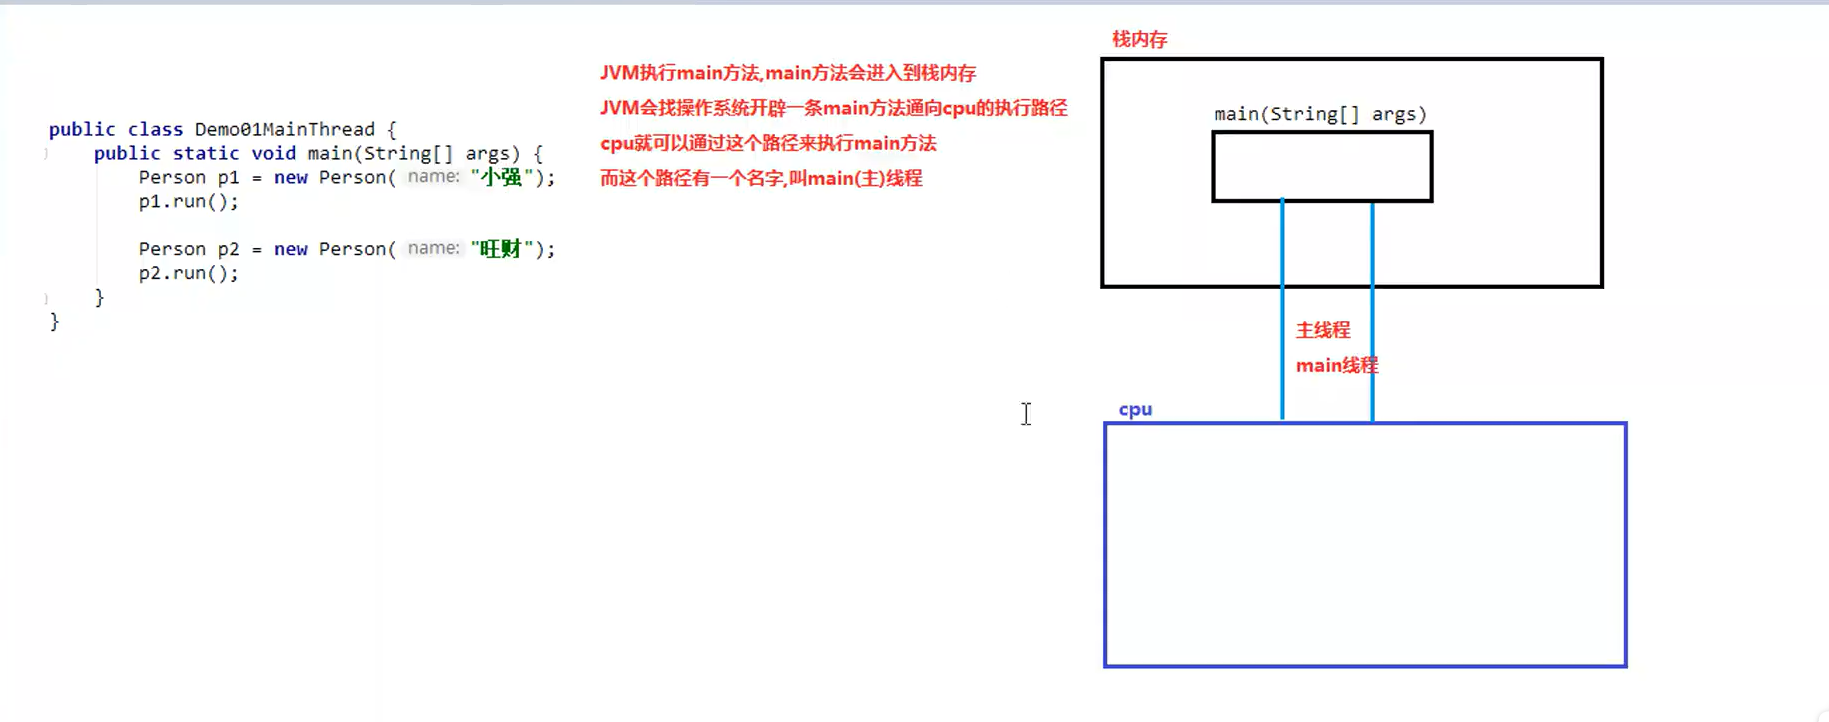 public class Demo01MainThread {
public static void main(String[] args) {
Person p1 = new Person( name: "小强");
p1.run();
Person p2 = new Person( name: "旺财");
p2.run();
}
}
JVM执行main方法,main方法会进入到栈内存
JVM会找操作系统开辟一条main方法通向cpu的执行路径
cpu就可以通过这个路径来执行main方法
而这个路径有一个名字,叫main(主)线程
栈内存
main(String[] args)
主线程
main线程
cpu